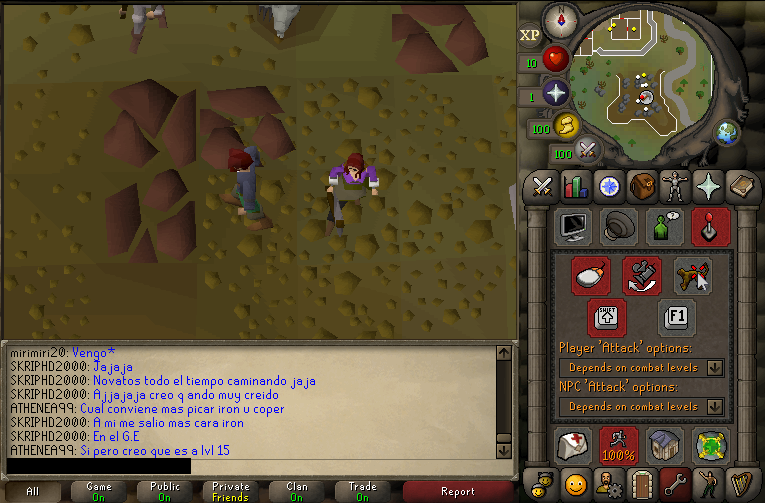 N
XP
10
1
100
100
SHIFT
F1
Player 'Attack' options:
Depends on combat levels
NPC 'Attack' options:
Depends on combat levels
100%
mirimiri20: Vengo*
SKRIPHD2000: Jajaja
SKRIPHD2000: Novatos todo el tiempo caminando jaja
SKRIPHD2000: Ajjajaja creo q ando muy creido
ATHENEA99: Cual conviene mas picar iron u coper
SKRIPHD2000: A mi me salio mas cara iron
SKRIPHD2000: En el G.E
ATHENEA99: Si pero creo que es a lvl 15
All
Game
On
Public
On
Private
Friends
Clan
On
Trade
On
Report